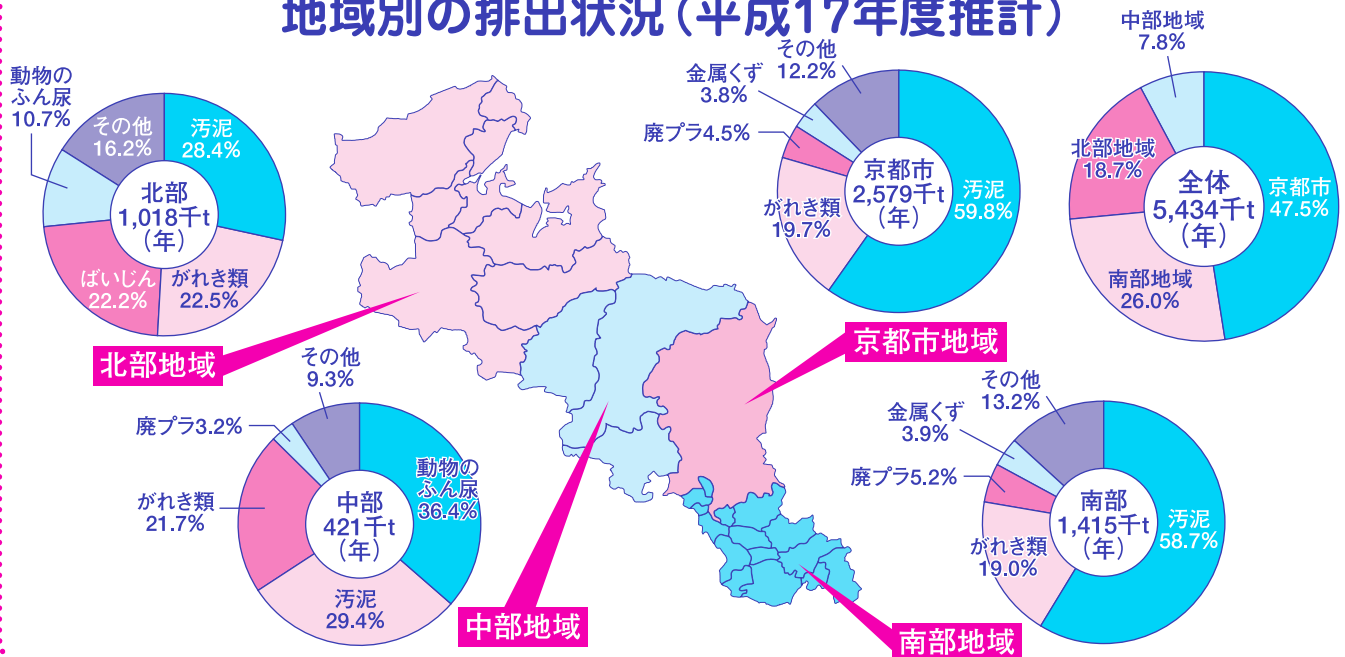 地域別の排出状況（平成17年度推計）
動物の
ふん尿
10.7%
その他
16.2%
汚泥
28.4%
北部
1,018千t
（年）
ばいじん
22.2%
がれき類
22.5%
北部地域
その他
12.2%
金属くず
3.8%
廃プラ4.5%
がれき類
19.7%
京都市
2,579千t
（年）
汚泥
59.8%
京都市地域
中部地域
7.8%
北部地域
18.7%
全体
5,434千t
（年）
京都市
47.5%
南部地域
26.0%
その他
9.3%
廃プラ3.2%
がれき類
21.7%
中部
421千t
（年）
動物の
ふん尿
36.4%
汚泥
29.4%
中部地域
その他
13.2%
金属くず
3.9%
廃プラ5.2%
がれき類
19.0%
南部
1,415千t
（年）
汚泥
58.7%
南部地域